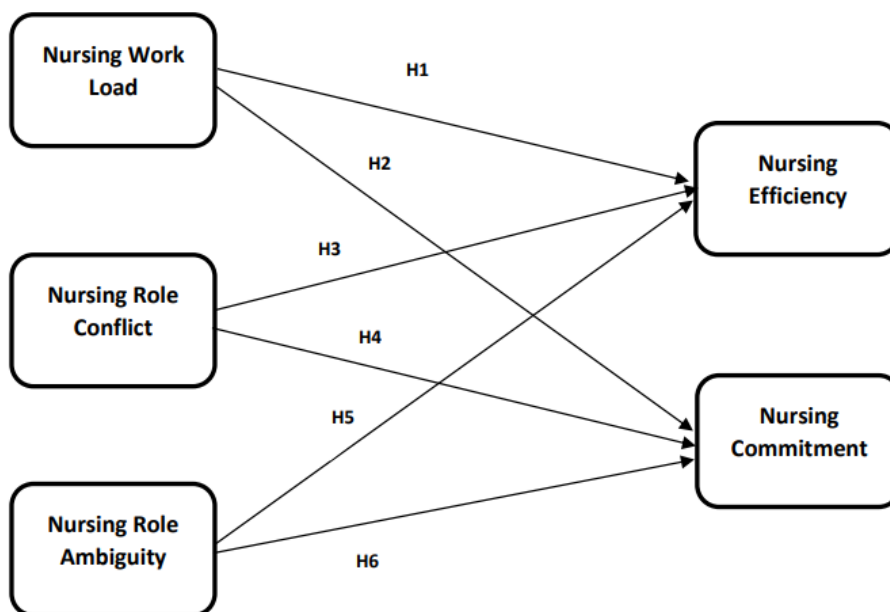 Nursing Work
Load
H1
H2
Nursing
Efficiency
H3
Nursing Role
Conflict
H4
H5
Nursing
Commitment
Nursing Role
Ambiguity
H6